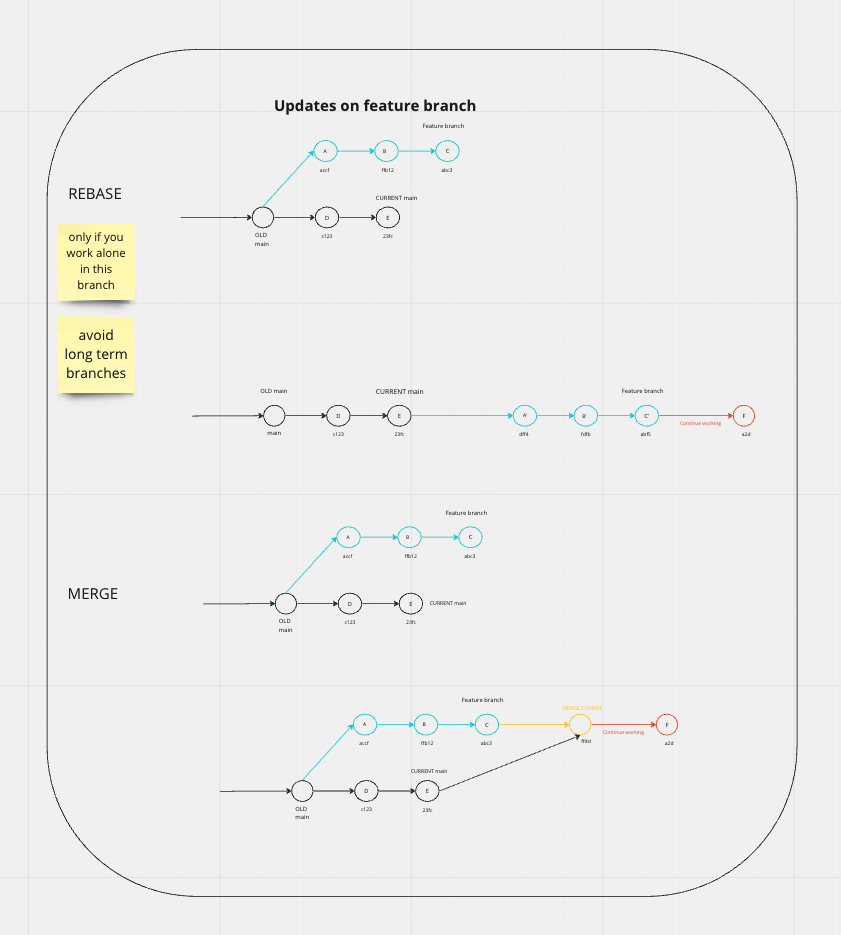 Updates on feature branch
Feature branch
A
B
C
accf
ffb12
abc3
REBASE
CURRENT main
D
E
OLD
main
c123
23fc
only if you
work alone
in this
branch
avoid
long term
branches
OLD main
CURRENT main
Feature branch
D
E
A'
B'
C'
F
Continue working
main
c123
23fc
dff4
fdfb
abf5
a2d
Feature branch
A
B
C
accf
ffb12
abc3
MERGE
D
E
CURRENT main
OLD
main
c123
23fc
Feature branch
MERGE COMMIT
A
B
C
F
Continue working
accf
ffb12
abc3
ffdd
a2d
CURRENT main
D
E
OLD
main
c123
23fc